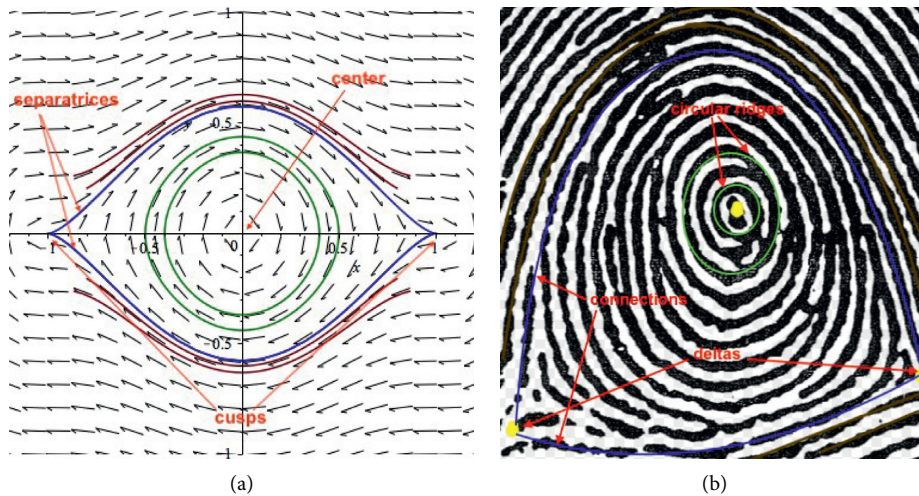 1
center
separatrices
0.5
circular ridges
−1
−0.5
0
0.5
1
x
connections
−0.5
deltas
cusps
−1
(a)
(b)